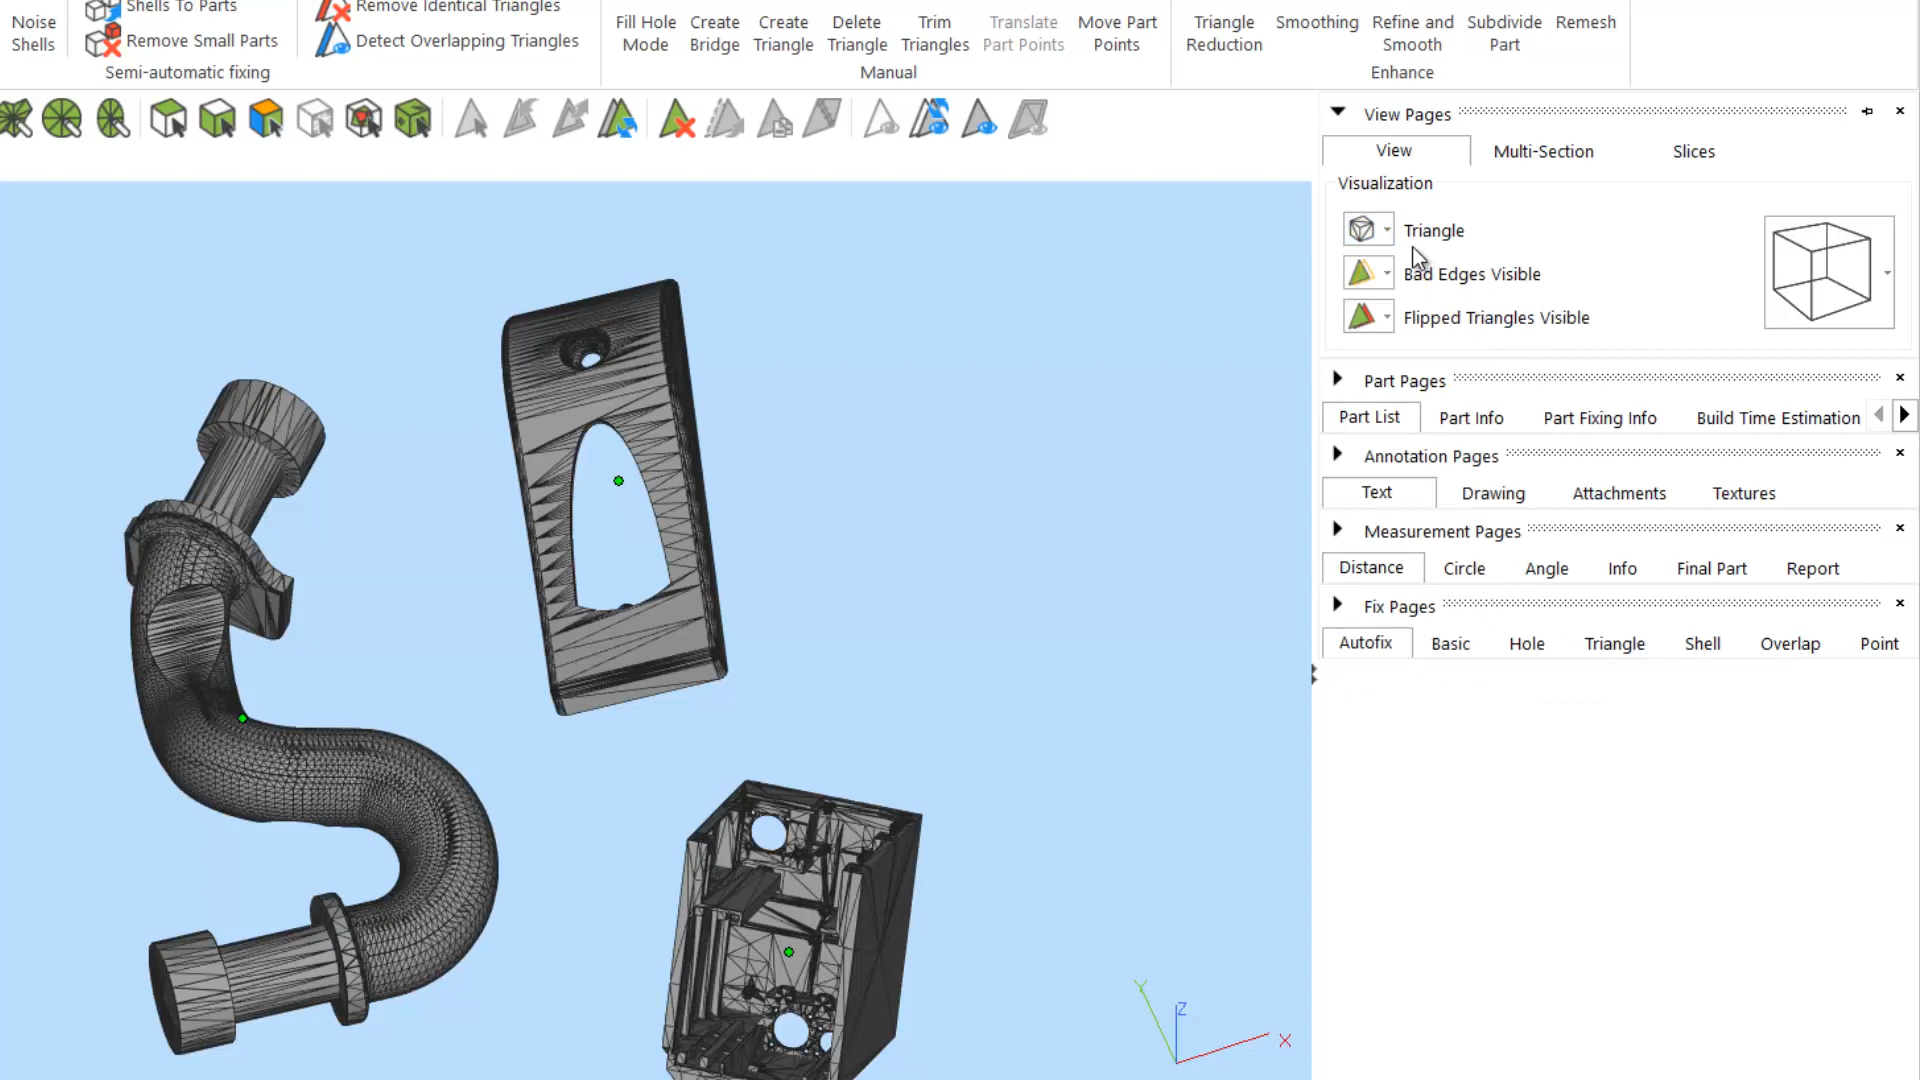 Shells To Parts
Remove Identical Triangles
Noise Shells
Remove Small Parts
Detect Overlapping Triangles
Fill Hole Mode
Create Bridge
Create Triangle
Delete Triangle
Trim Triangles
Translate Part Points
Move Part Points
Triangle Reduction
Smoothing
Refine and Smooth
Subdivide Part
Remesh
Semi-automatic fixing
Manual
Enhance
View Pages
View Multi-Section Slices
Visualization
Triangle
Bad Edges Visible
Flipped Triangles Visible
Part Pages
Part List Part Info Part Fixing Info Build Time Estimation
Annotation Pages
Text Drawing Attachments Textures
Measurement Pages
Distance Circle Angle Info Final Part Report
Fix Pages
Autofix Basic Hole Triangle Shell Overlap Point
Y
Z
X